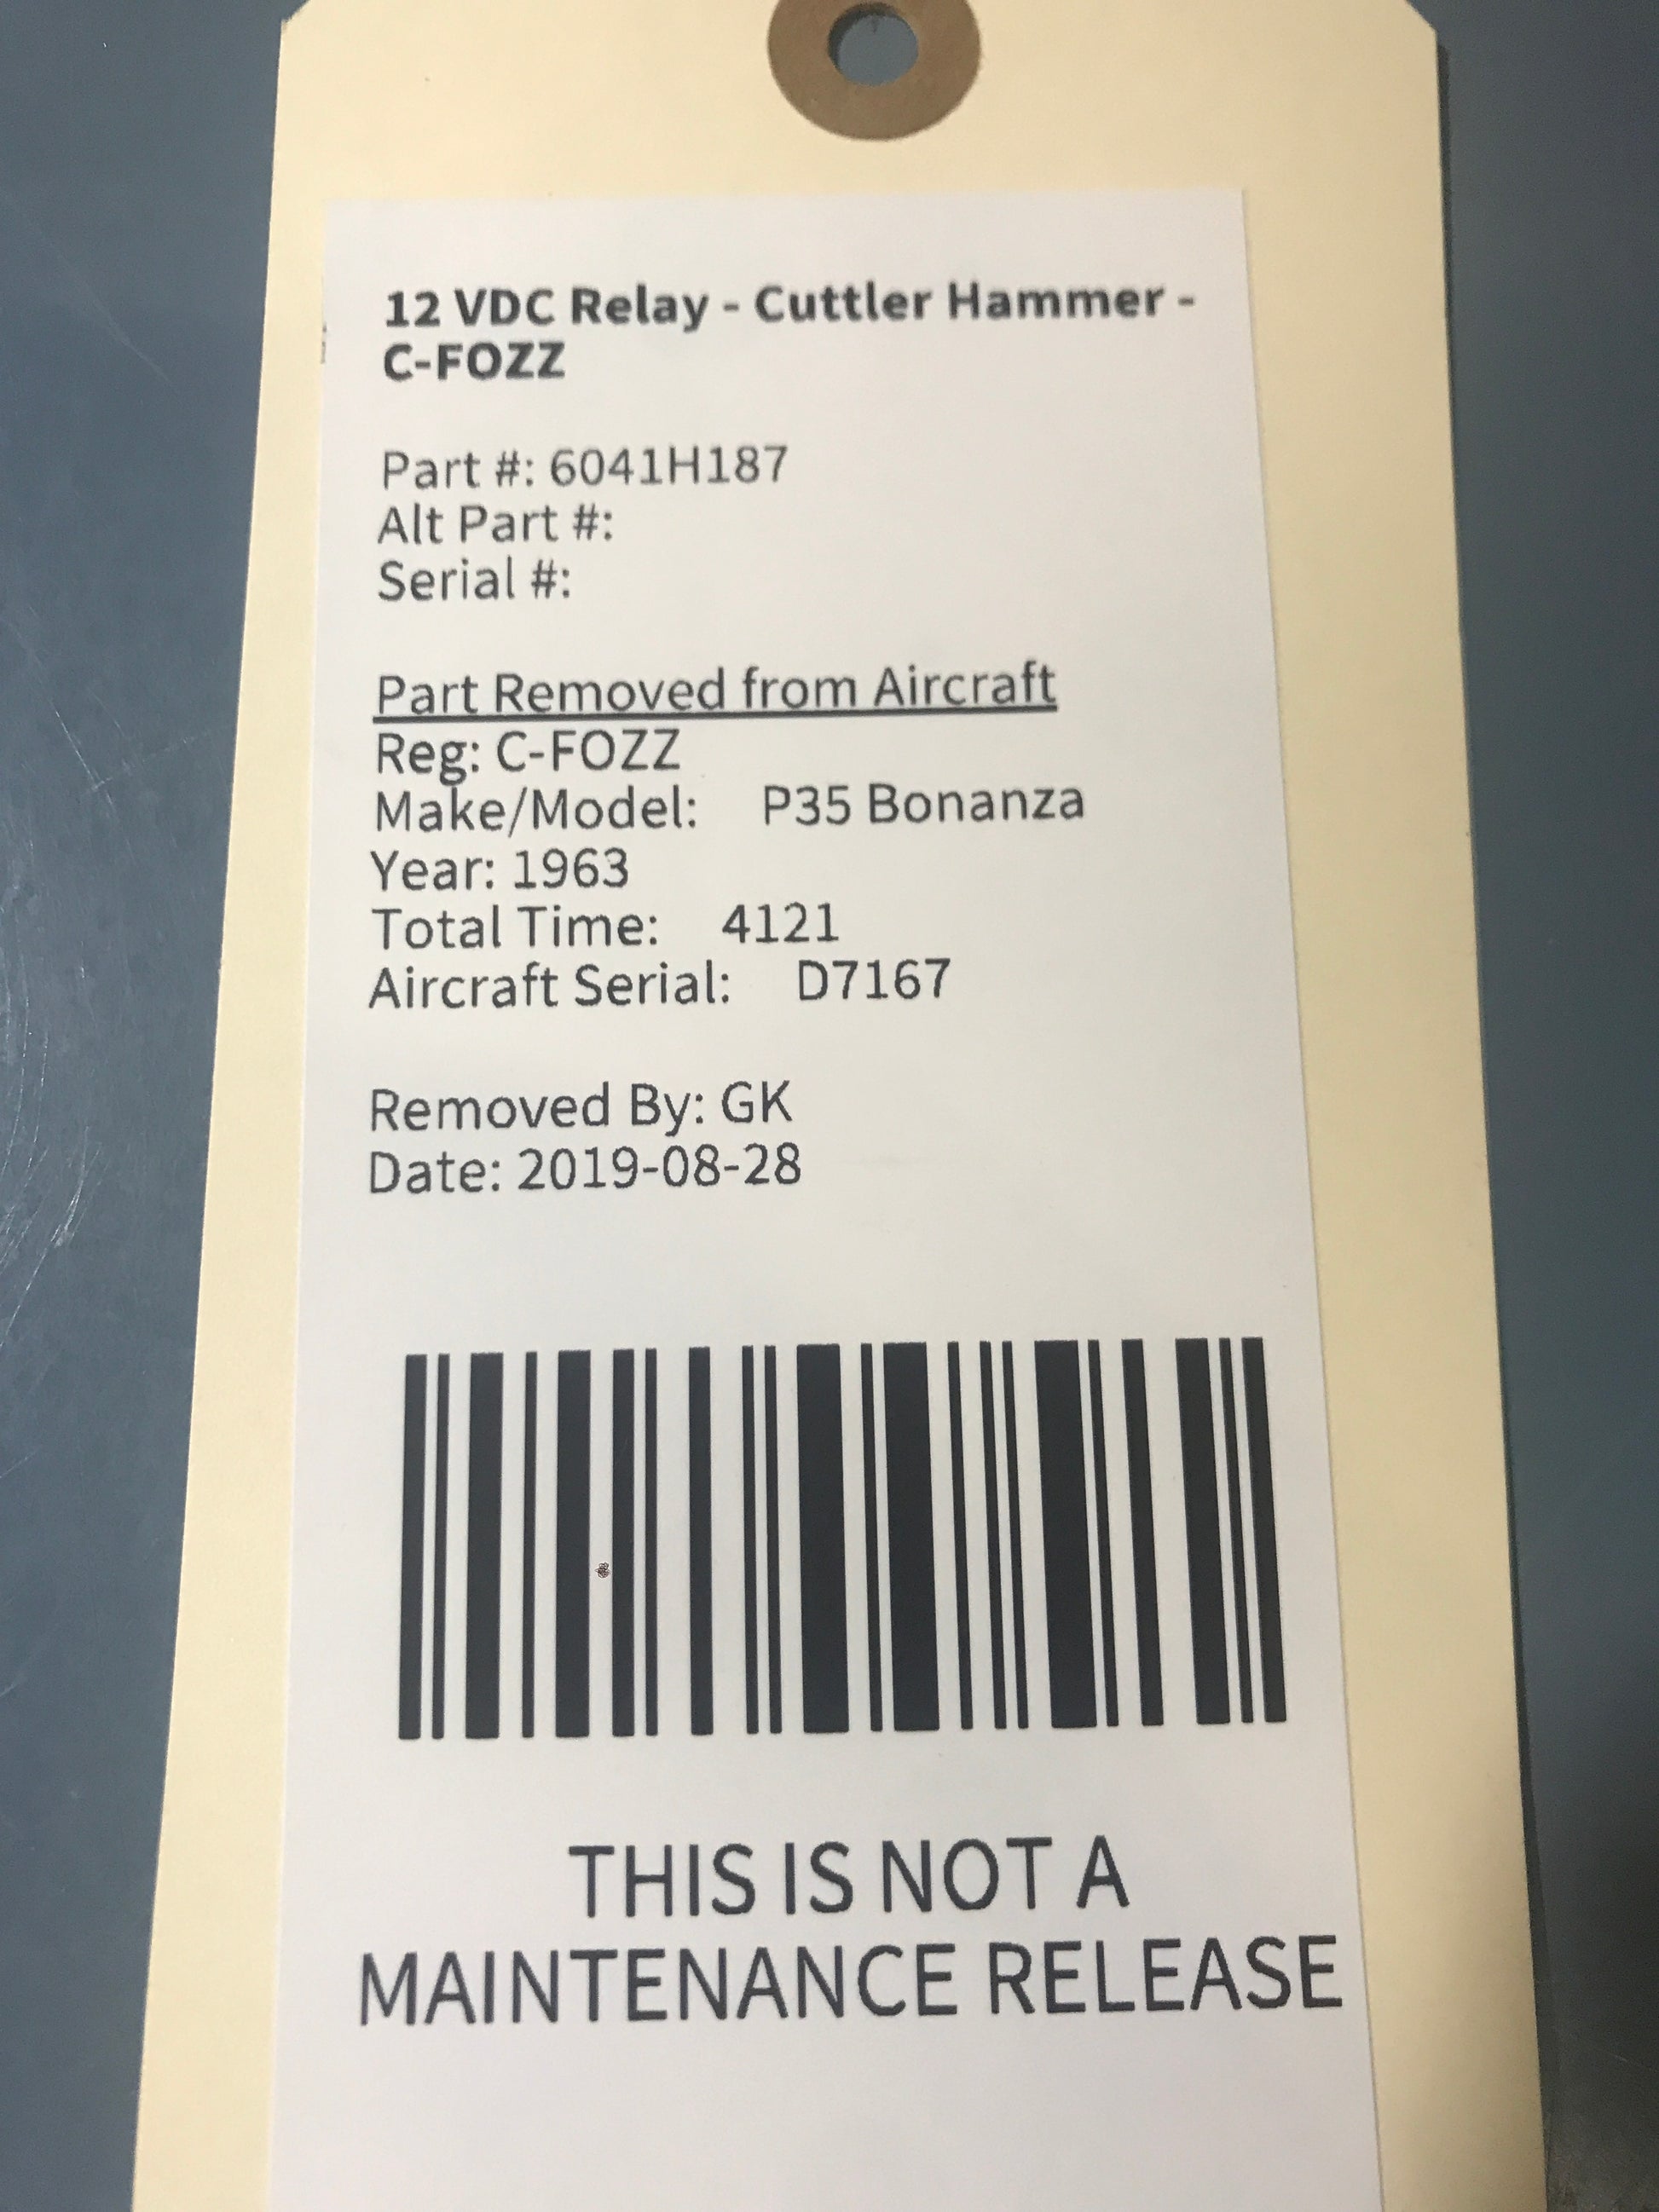 12 VDC Relay - Cuttler Hammer -
C-FOZZ
Part #: 6041H187
Alt Part #:
Serial #:
Part Removed from Aircraft
Reg: C-FOZZ
Make/Model: P35 Bonanza
Year: 1963
Total Time: 4121
Aircraft Serial: D7167
Removed By: GK
Date: 2019-08-28
THIS IS NOT A
MAINTENANCE RELEASE